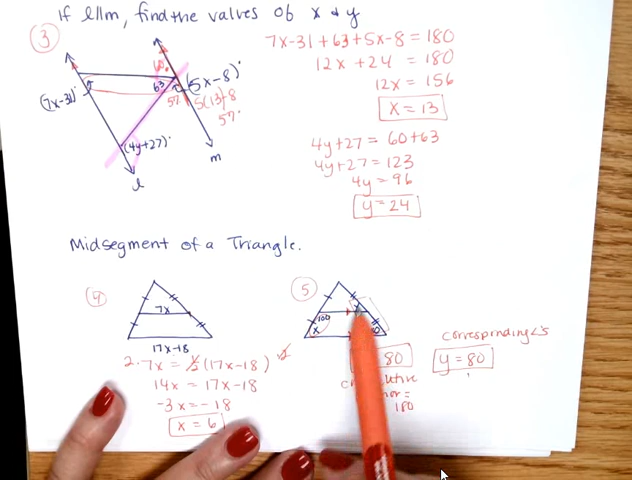 If l||m, find the valves of x & y
3
7x-31+63+5x-8 = 180
12x + 24 = 180
12x = 156
x = 13
(7x-31)°
63
(5x-8)°
57
5(13)-8
57°
(4y+27)°
l
m
4y+27 = 60+63
4y+27 = 123
4y = 96
y = 24
Midsegment of a Triangle.
4
7x
17x-18
2·7x = ½(17x-18)
14x = 17x-18
-3x = -18
x = 6
5
100
x
80
corresponding <'s
y = 80
180